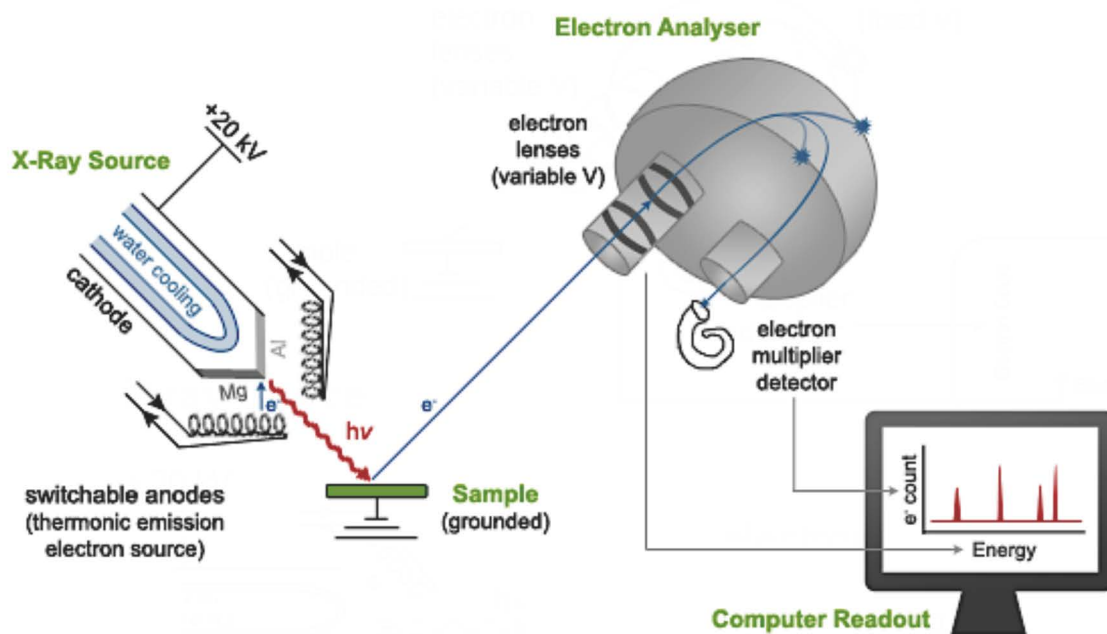 Electron Analyser
+20 kV
X-Ray Source
electron
lenses
(variable V)
water cooling
cathode
Al
Mg
e-
hν
e-
electron
multiplier
detector
switchable anodes
(thermonic emission
electron source)
Sample
(grounded)
e- count
Energy
Computer Readout